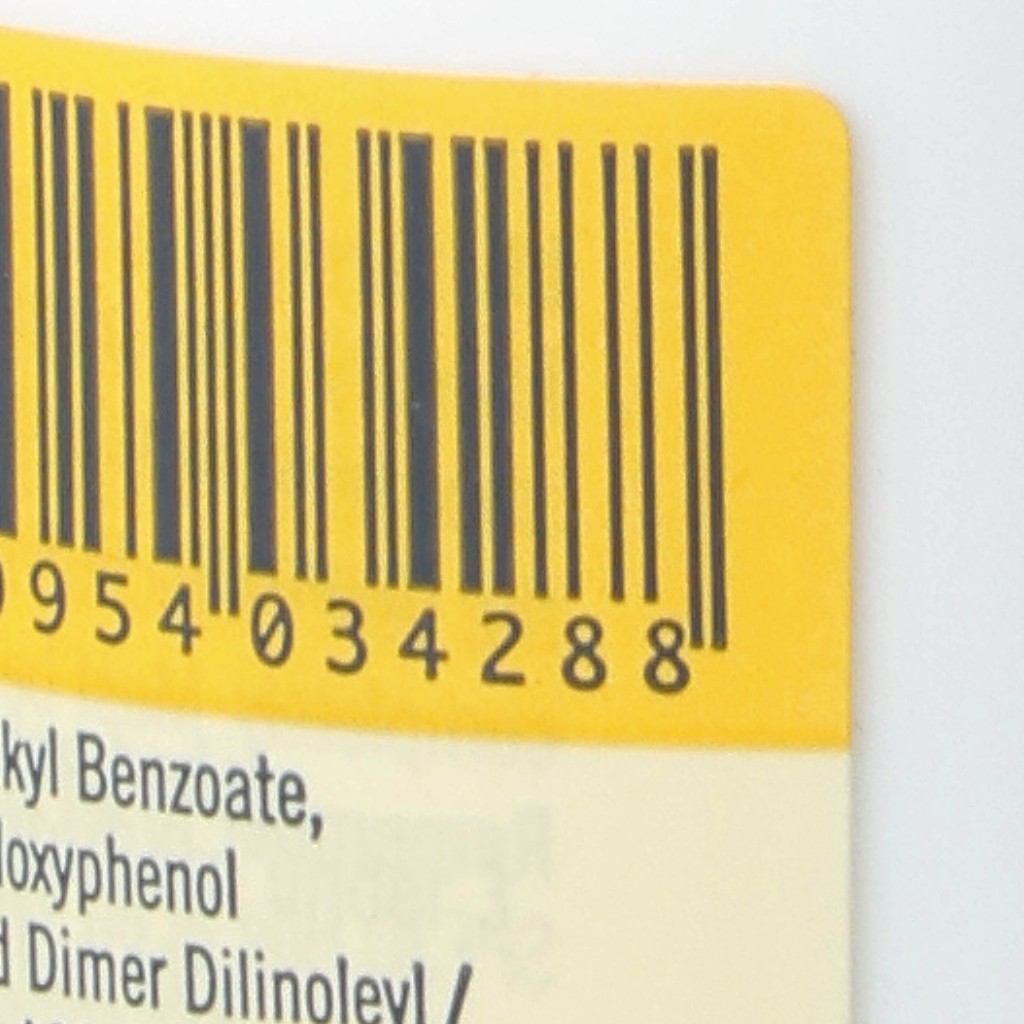 954 034288
kyl Benzoate,
loxyphenol
d Dimer Dilinoleyl /